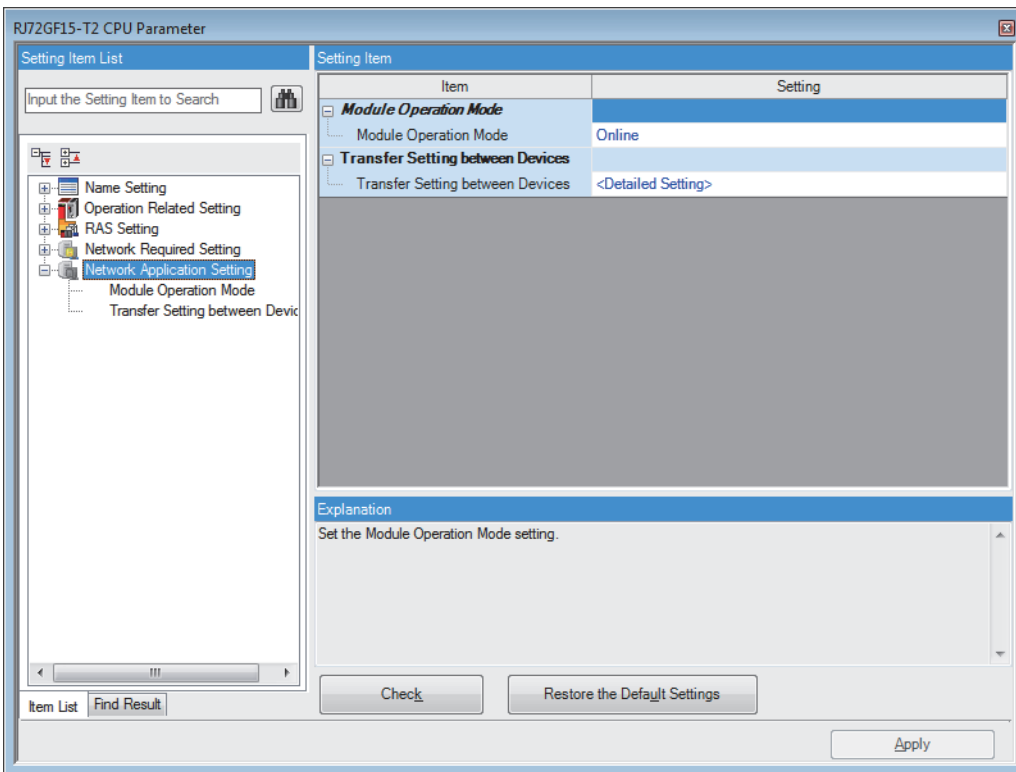 RJ72GF15-T2 CPU Parameter
Setting Item List
Input the Setting Item to Search
Name Setting
Operation Related Setting
RAS Setting
Network Required Setting
Network Application Setting
Module Operation Mode
Transfer Setting between Devic
Item List Find Result
Setting Item
Item Setting
Module Operation Mode
Module Operation Mode Online
Transfer Setting between Devices
Transfer Setting between Devices <Detailed Setting>
Explanation
Set the Module Operation Mode setting.
Check Restore the Default Settings
Apply